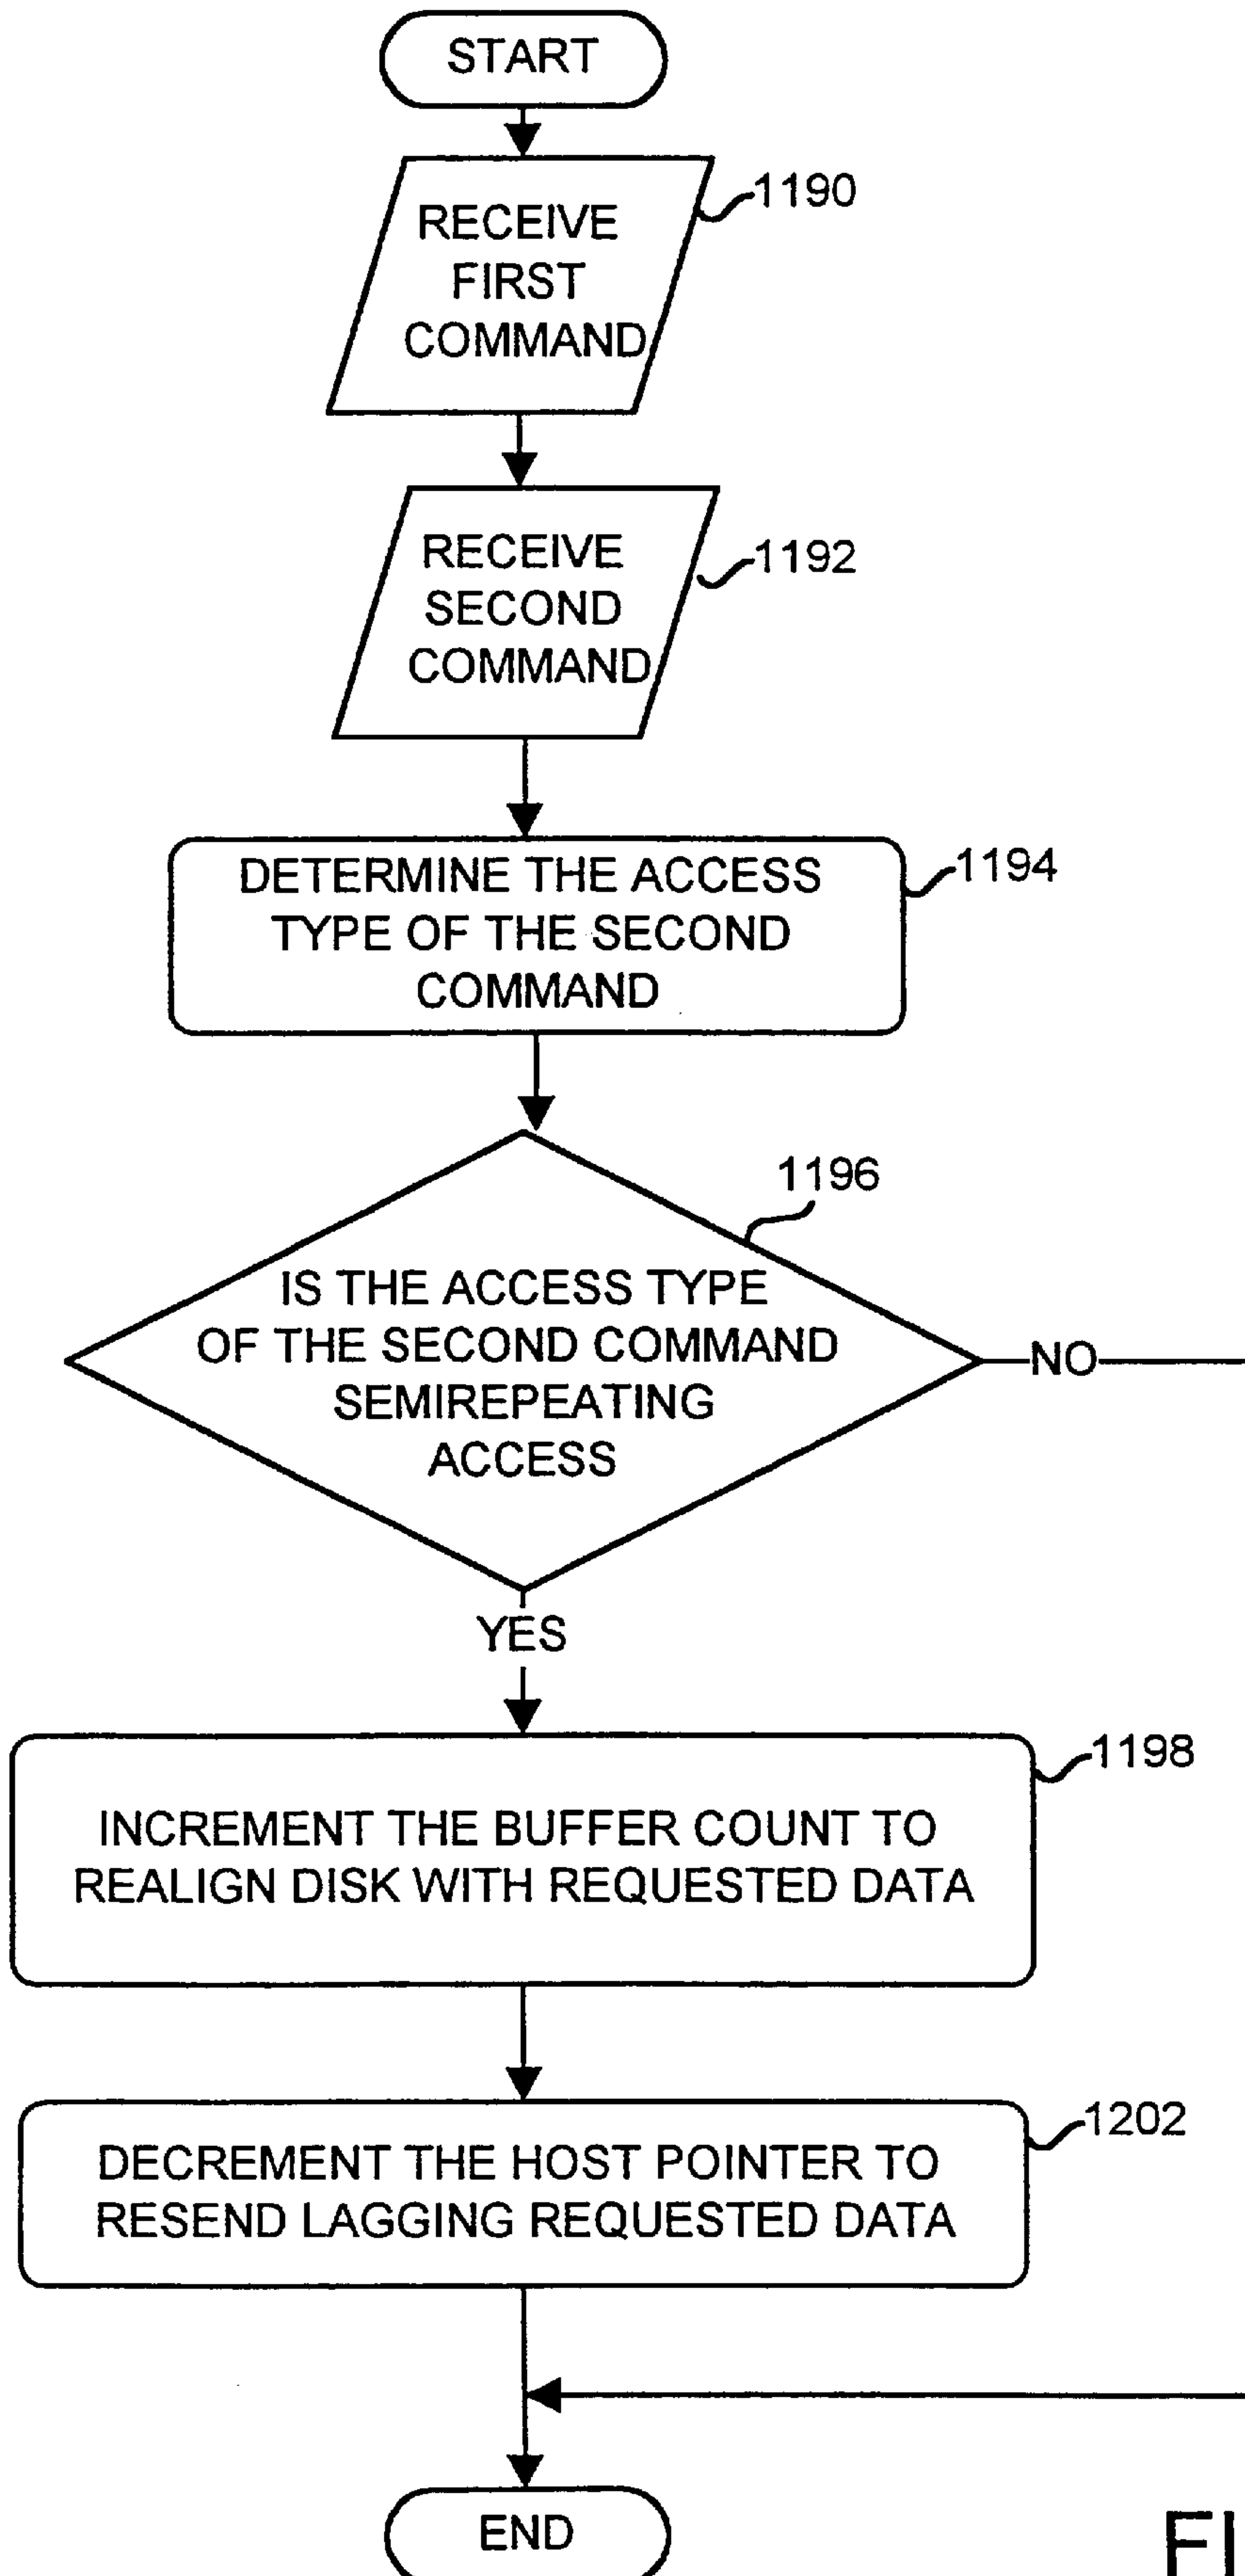 START
RECEIVE
FIRST
COMMAND
1190
RECEIVE
SECOND
COMMAND
1192
DETERMINE THE ACCESS
TYPE OF THE SECOND
COMMAND
1194
1196
IS THE ACCESS TYPE
OF THE SECOND COMMAND
SEMIREPEATING
ACCESS
NO
YES
INCREMENT THE BUFFER COUNT TO
REALIGN DISK WITH REQUESTED DATA
1198
DECREMENT THE HOST POINTER TO
RESEND LAGGING REQUESTED DATA
1202
END